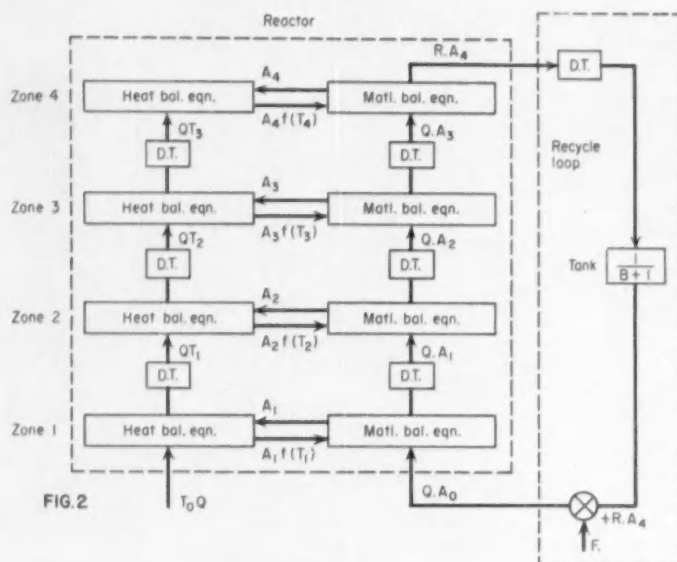 Reactor
R.A4
D.T.
Zone 4
Heat bal. eqn.
A4
A4 f(T4)
Matl. bal. eqn.
QT3
D.T.
Q.A3
D.T.
Recycle loop
Zone 3
Heat bal. eqn.
A3
A3 f(T3)
Matl. bal. eqn.
QT2
D.T.
Q.A2
D.T.
Tank
1
B+1
Zone 2
Heat bal. eqn.
A2
A2 f(T2)
Matl. bal. eqn.
QT1
D.T.
Q.A1
D.T.
Zone 1
Heat bal. eqn.
A1
A1 f(T1)
Matl. bal. eqn.
FIG.2
T0Q
Q.A0
+R.A4
F.